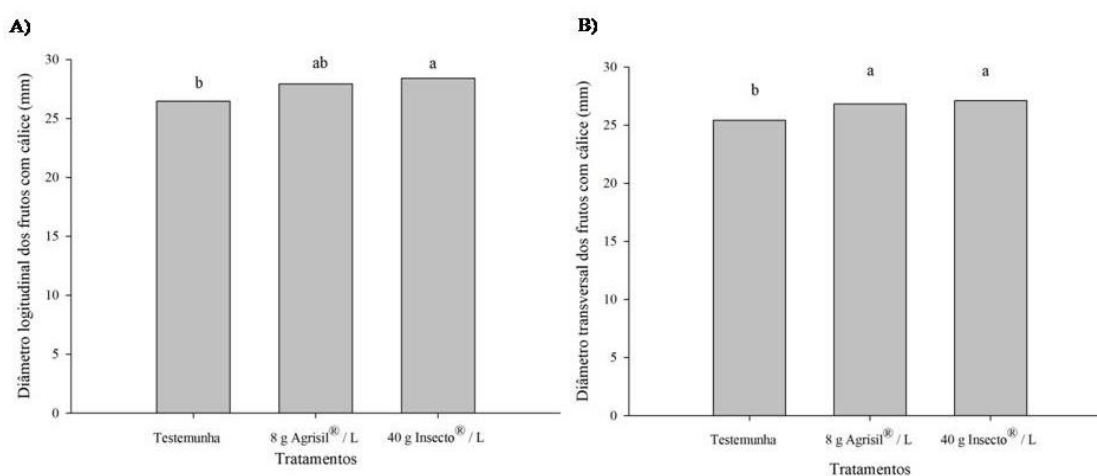 A)
Diâmetro logitudinal dos frutos com cálice (mm)
30
25
20
15
10
5
0
b
ab
a
Testemunha
8 g Agrisil® / L
40 g Insecto® / L
Tratamentos
B)
Diâmetro transversal dos frutos com cálice (mm)
30
25
20
15
10
5
0
b
a
a
Testemunha
8 g Agrisil® / L
40 g Insecto® / L
Tratamentos